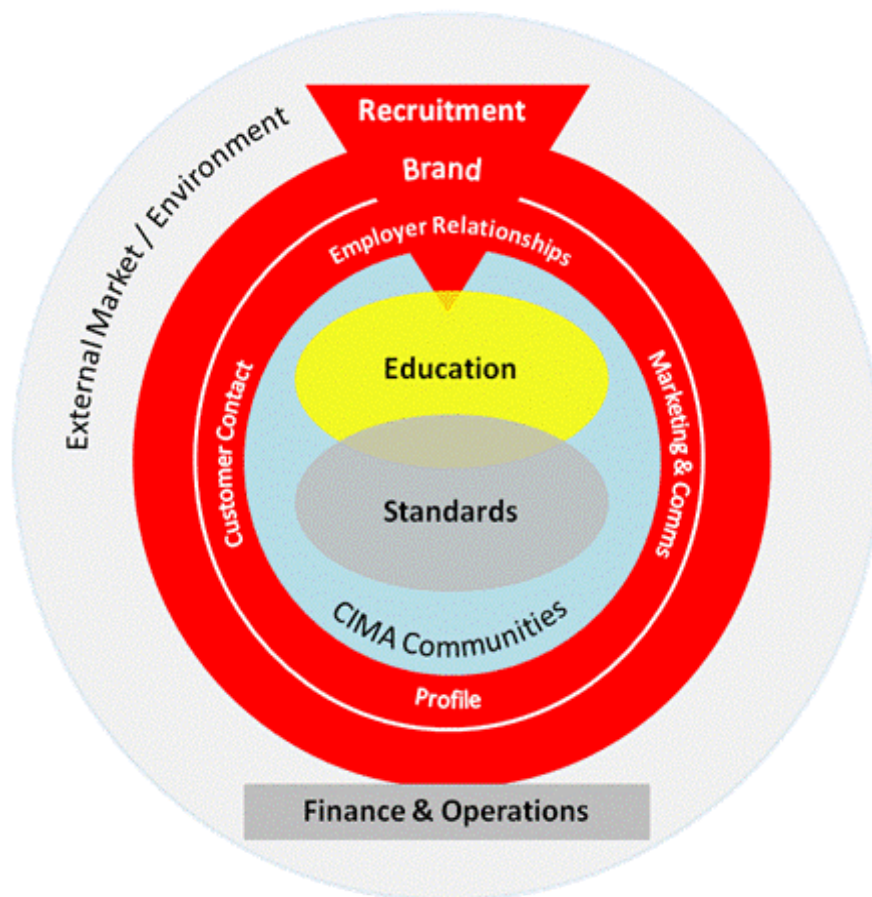 External Market / Environment
Recruitment
Brand
Employer Relationships
Customer Contact
Marketing & Comms
Education
Standards
CIMA Communities
Profile
Finance & Operations